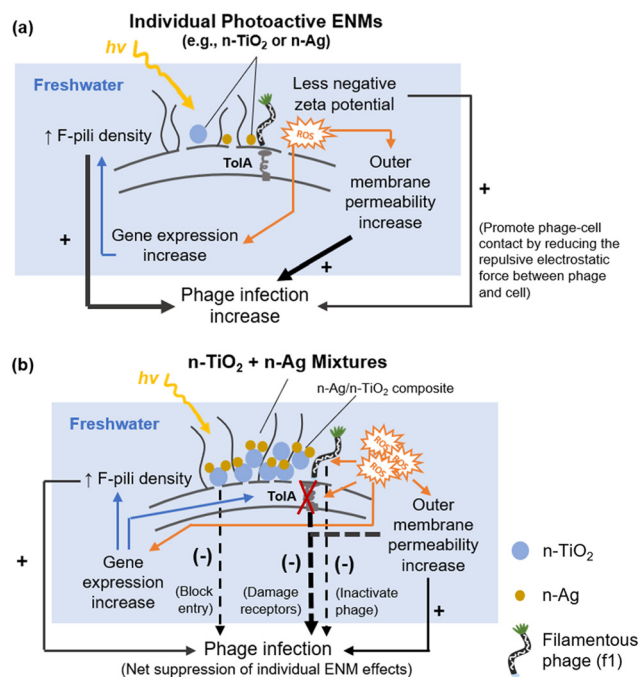 (a)
Individual Photoactive ENMs
(e.g., n-TiO₂ or n-Ag)
hv
Freshwater
Less negative
zeta potential
↑ F-pili density
ROS
TolA
Outer
membrane
permeability
increase
+
+
(Promote phage-cell
contact by reducing the
repulsive electrostatic
force between phage
and cell)
Gene expression
increase
+
Phage infection
increase
(b)
n-TiO₂ + n-Ag Mixtures
hv
n-Ag/n-TiO₂ composite
Freshwater
ROS
ROS
ROS
↑ F-pili density
TolA
Outer
membrane
permeability
increase
+
Gene
expression
increase
(-)
(-)
(-)
(Block
entry)
(Damage
receptors)
(Inactivate
phage)
+
Phage infection
(Net suppression of individual ENM effects)
n-TiO₂
n-Ag
Filamentous
phage (f1)